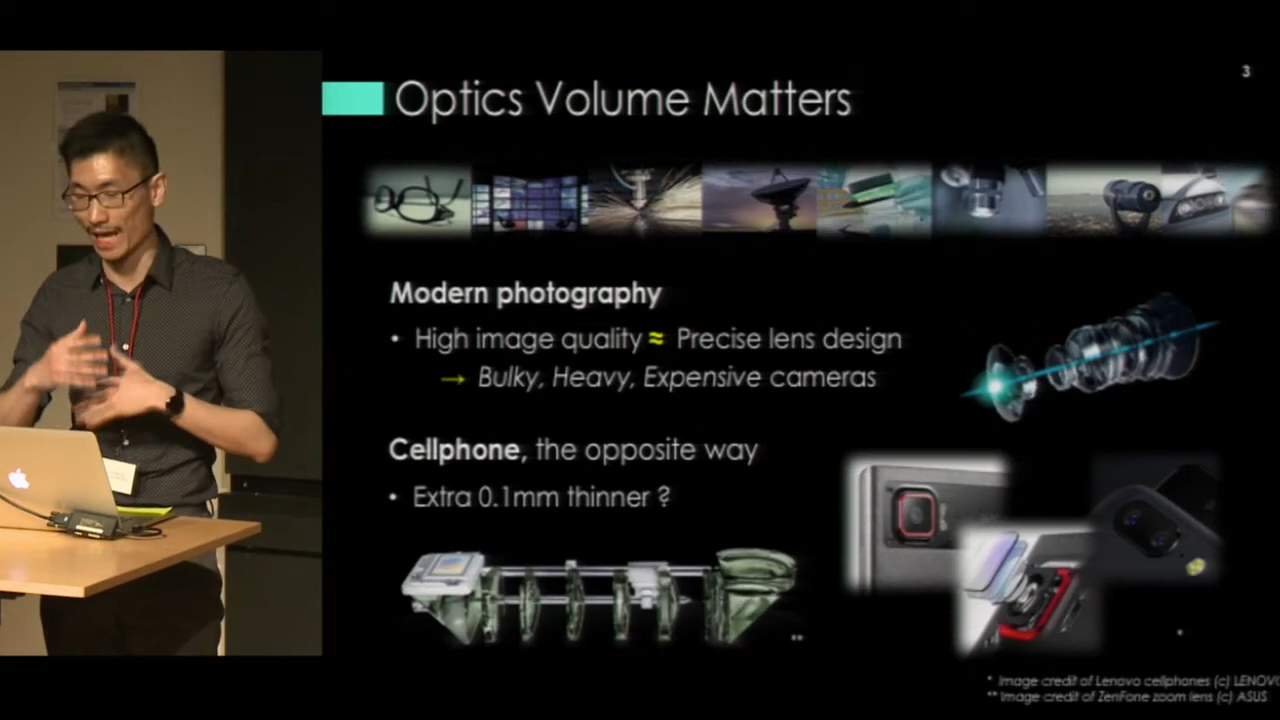 3
Optics Volume Matters
Modern photography
• High image quality ≈ Precise lens design
→ Bulky, Heavy, Expensive cameras
Cellphone, the opposite way
• Extra 0.1mm thinner ?
**
*
* Image credit of Lenovo cellphones (c) LENOVO
** Image credit of ZenFone zoom lens (c) ASUS